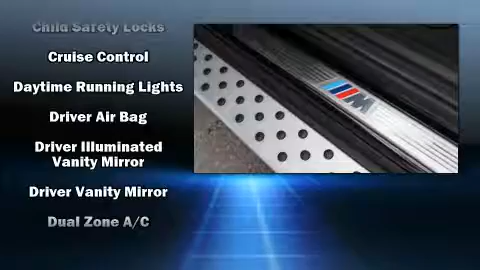 Child Safety Locks
Cruise Control
Daytime Running Lights
Driver Air Bag
Driver Illuminated
Vanity Mirror
Driver Vanity Mirror
Dual Zone A/C
M